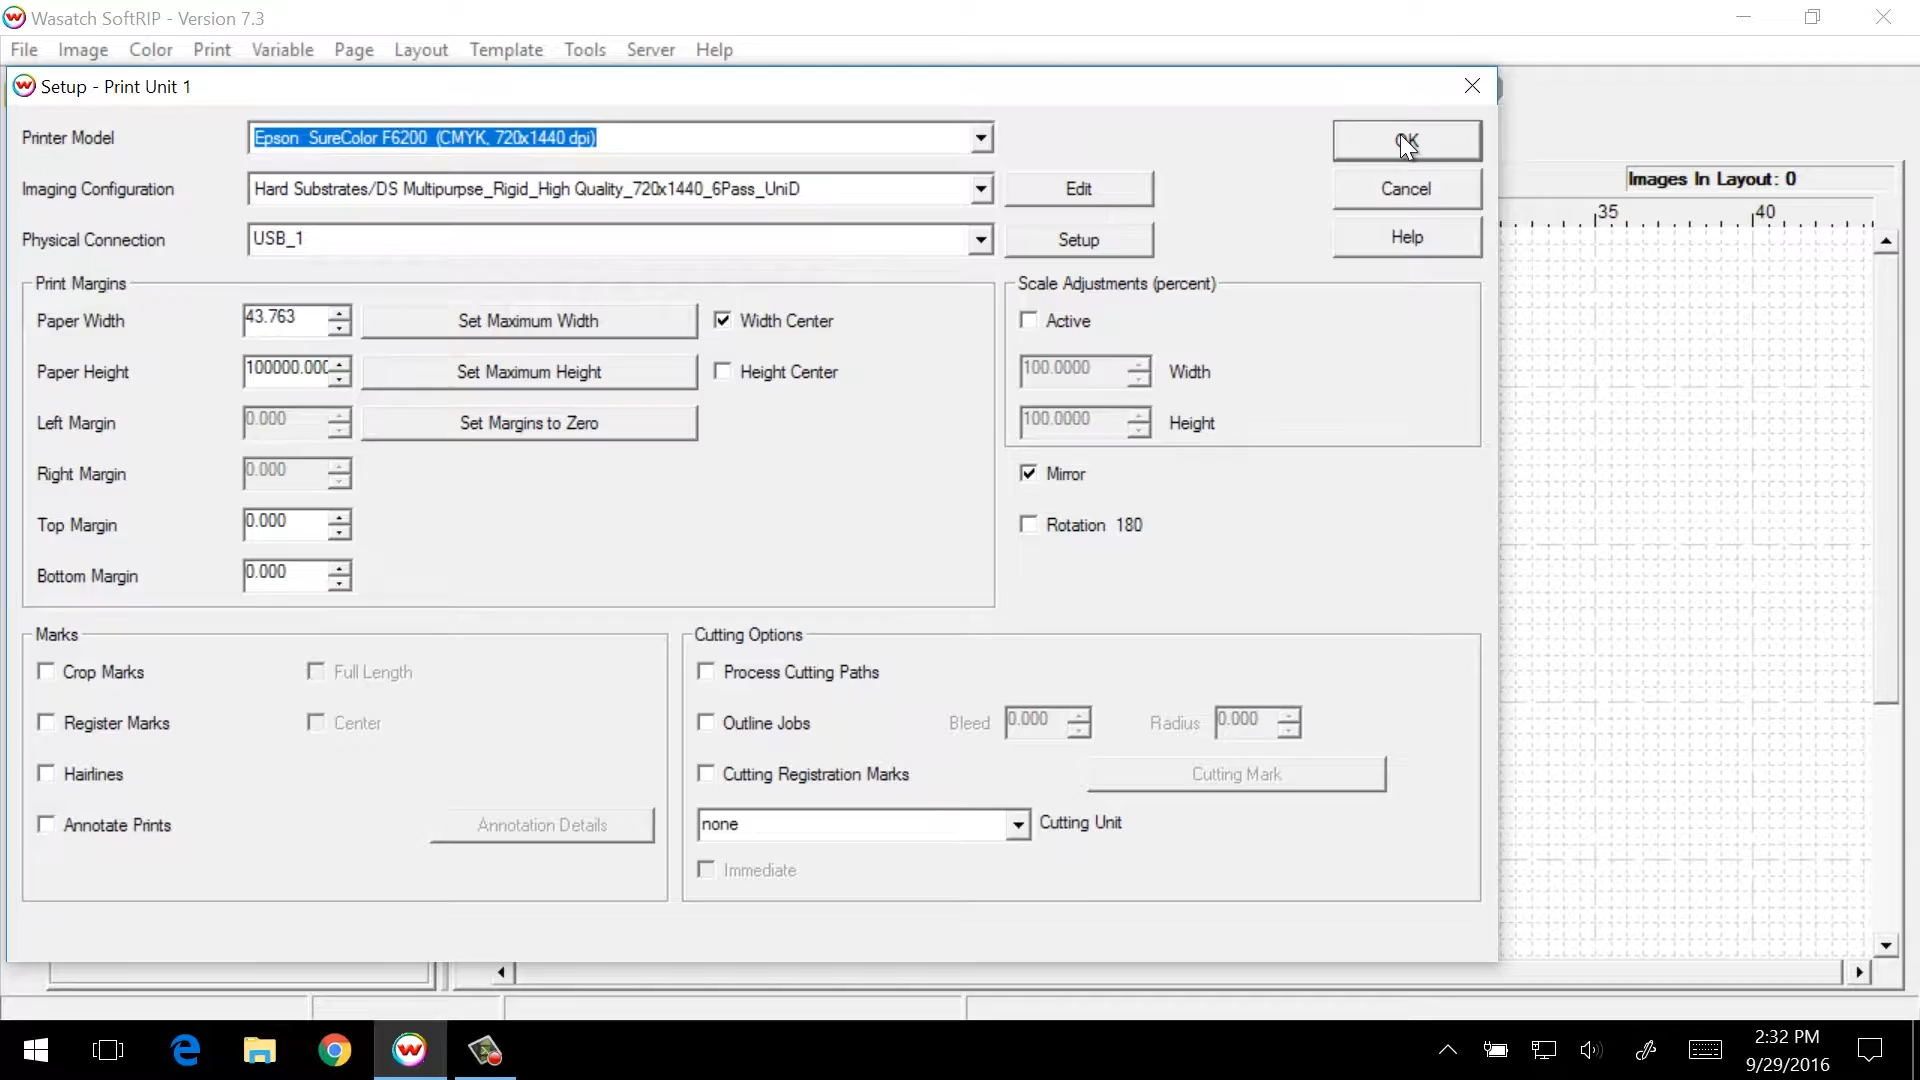 Wasatch SoftRIP - Version 7.3
File Image Color Print Variable Page Layout Template Tools Server Help
Setup - Print Unit 1
Printer Model
Epson SureColor F6200 (CMYK, 720x1440 dpi)
OK
Imaging Configuration
Hard Substrates/DS Multipurpse_Rigid_High Quality_720x1440_6Pass_UniD
Edit
Cancel
Images In Layout: 0
35 40
Physical Connection
USB_1
Setup
Help
Print Margins
Paper Width 43.763 Set Maximum Width Width Center
Paper Height 100000.000 Set Maximum Height Height Center
Left Margin 0.000 Set Margins to Zero
Right Margin 0.000
Top Margin 0.000
Bottom Margin 0.000
Scale Adjustments (percent)
Active
100.0000 Width
100.0000 Height
Mirror
Rotation 180
Marks
Crop Marks Full Length
Register Marks Center
Hairlines
Annotate Prints Annotation Details
Cutting Options
Process Cutting Paths
Outline Jobs Bleed 0.000 Radius 0.000
Cutting Registration Marks Cutting Mark
none Cutting Unit
Immediate
2:32 PM
9/29/2016